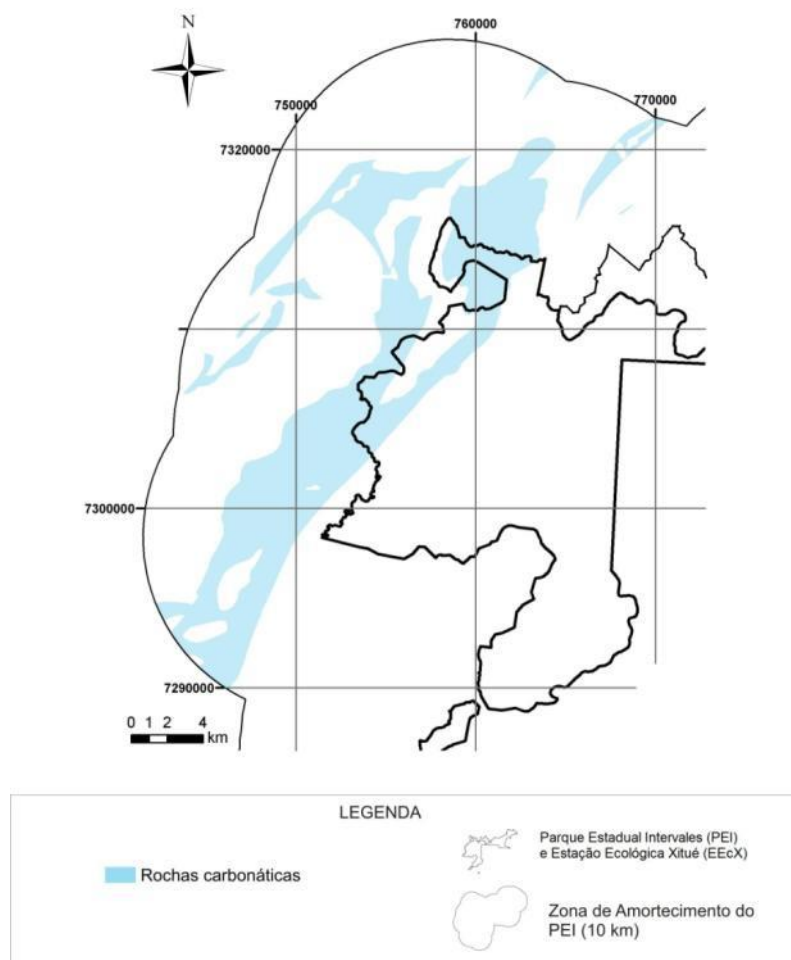 N
760000
750000
770000
7320000
7300000
7290000
0 1 2 4
km
LEGENDA
Rochas carbonáticas
Parque Estadual Intervales (PEI)
e Estação Ecológica Xitué (EEcX)
Zona de Amortecimento do
PEI (10 km)